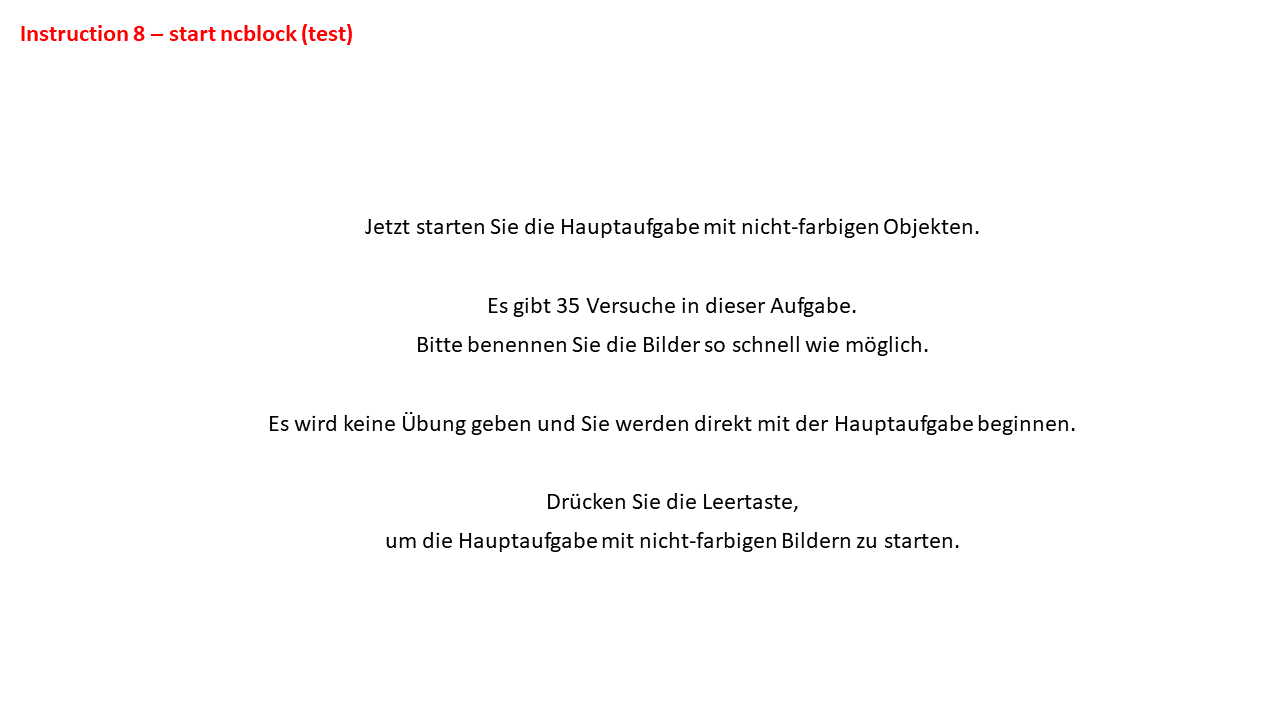 Instruction 8 – start ncblock (test)
Jetzt starten Sie die Hauptaufgabe mit nicht-farbigen Objekten.
Es gibt 35 Versuche in dieser Aufgabe.
Bitte benennen Sie die Bilder so schnell wie möglich.
Es wird keine Übung geben und Sie werden direkt mit der Hauptaufgabe beginnen.
Drücken Sie die Leertaste,
um die Hauptaufgabe mit nicht-farbigen Bildern zu starten.